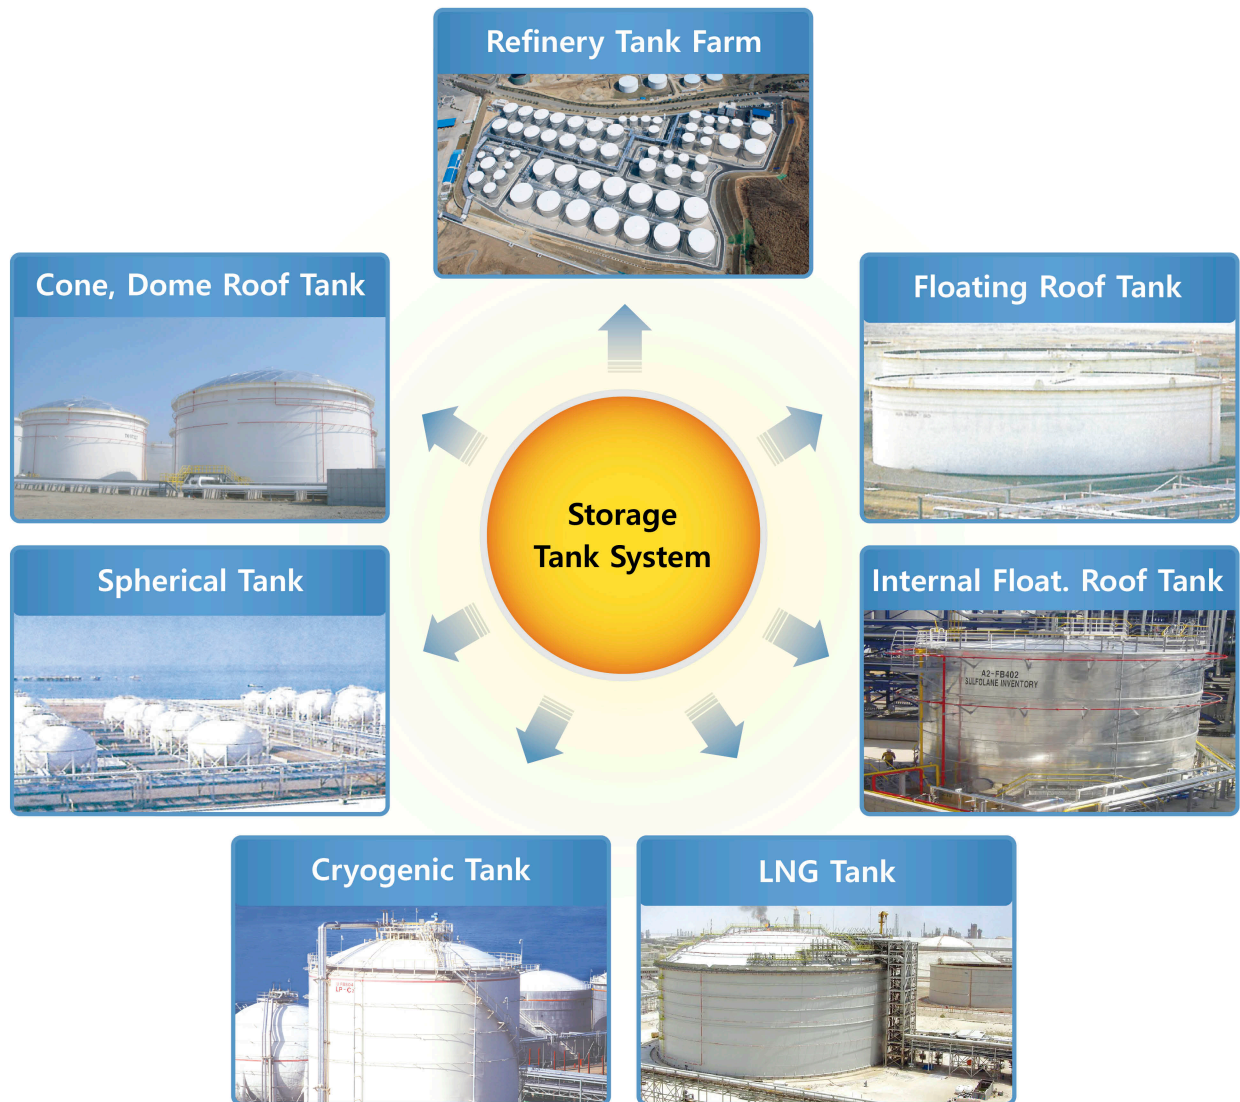 Refinery Tank Farm
Cone, Dome Roof Tank
Floating Roof Tank
Storage
Tank System
Spherical Tank
Internal Float. Roof Tank
A2-FB402
SULFOLANE INVENTORY
Cryogenic Tank
LNG Tank